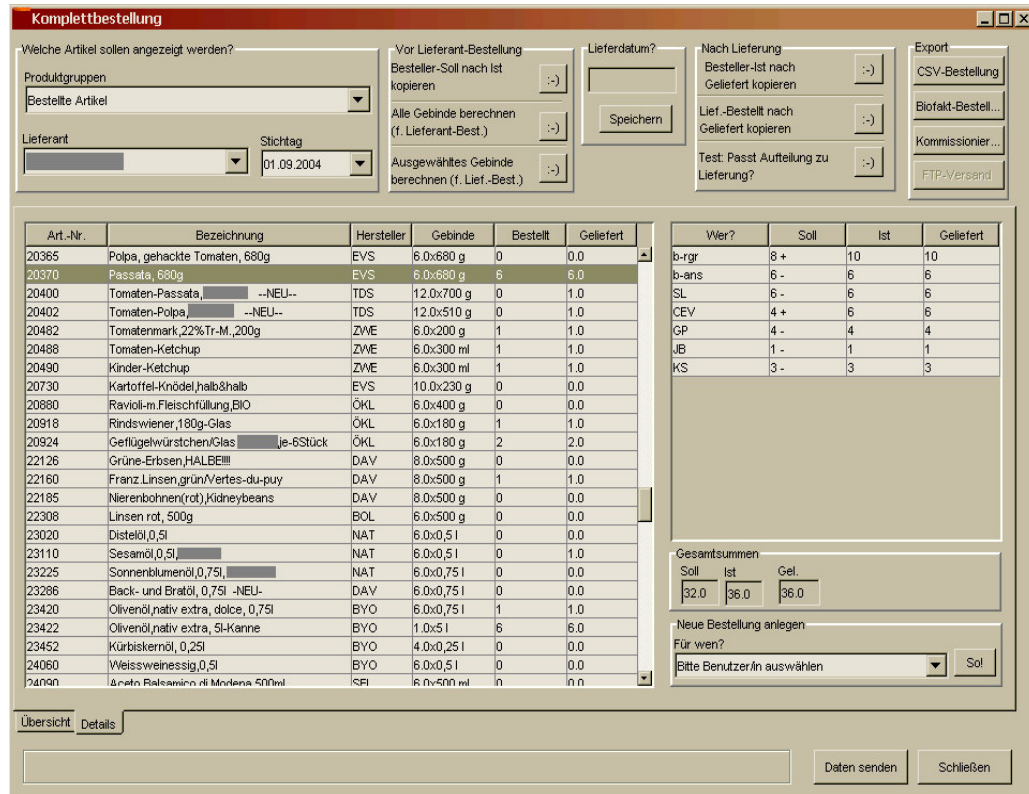 Komplettbestellung
Welche Artikel sollen angezeigt werden?
Produktgruppen
Bestellte Artikel
Lieferant
Stichtag
01.09.2004
Vor Lieferant-Bestellung
Besteller-Soll nach Ist
kopieren
:-)
Alle Gebinde berechnen
(f. Lieferant-Best.)
:-)
Ausgewähltes Gebinde
berechnen (f. Lief.-Best.)
:-)
Lieferdatum?
Speichern
Nach Lieferung
Besteller-Ist nach
Geliefert kopieren
:-)
Lief.-Bestellt nach
Geliefert kopieren
:-)
Test: Passt Aufteilung zu
Lieferung?
:-)
Export
CSV-Bestellung
Biofakt-Bestell...
Kommissionier...
FTP-Versand
Art.-Nr. Bezeichnung Hersteller Gebinde Bestellt Geliefert
20365 Polpa, gehackte Tomaten, 680g EVS 6.0x680 g 0 0.0
20370 Passata, 680g EVS 6.0x680 g 6 6.0
20400 Tomaten-Passata, --NEU-- TDS 12.0x700 g 0 1.0
20402 Tomaten-Polpa, --NEU-- TDS 12.0x510 g 0 1.0
20482 Tomatenmark,22%Tr-M.,200g ZWE 6.0x200 g 1 1.0
20488 Tomaten-Ketchup ZWE 6.0x300 ml 1 1.0
20490 Kinder-Ketchup ZWE 6.0x300 ml 1 1.0
20730 Kartoffel-Knödel,halb&halb EVS 10.0x230 g 0 0.0
20880 Ravioli-m.Fleischfüllung,BIO ÖKL 6.0x400 g 0 0.0
20918 Rindswiener,180g-Glas ÖKL 6.0x180 g 1 1.0
20924 Geflügelwürstchen/Glas je-6Stück ÖKL 6.0x180 g 2 2.0
22126 Grüne-Erbsen,HALBE!!!! DAV 8.0x500 g 0 0.0
22160 Franz.Linsen,grün/Vertes-du-puy DAV 8.0x500 g 1 1.0
22185 Nierenbohnen(rot),Kidneybeans DAV 8.0x500 g 0 0.0
22308 Linsen rot, 500g BOL 6.0x500 g 0 0.0
23020 Distelöl,0,5l NAT 6.0x0,5 l 0 0.0
23110 Sesamöl,0,5l, NAT 6.0x0,5 l 0 1.0
23225 Sonnenblumenöl,0,75l, NAT 6.0x0,75 l 0 0.0
23286 Back- und Bratöl, 0,75l -NEU- DAV 6.0x0,75 l 0 0.0
23420 Olivenöl,nativ extra, dolce, 0,75l BYO 6.0x0,75 l 1 1.0
23422 Olivenöl,nativ extra, 5l-Kanne BYO 1.0x5 l 6 6.0
23452 Kürbiskernöl, 0,25l BYO 4.0x0,25 l 0 0.0
24060 Weissweinessig,0,5l BYO 6.0x0,5 l 0 0.0
24090 Aceto Balsamico di Modena 500ml SEL 6.0x500 ml 0 0.0
Wer? Soll Ist Geliefert
b-rgr 8 + 10 10
b-ans 6 - 6 6
SL 6 - 6 6
CEV 4 + 6 6
GP 4 - 4 4
JB 1 - 1 1
KS 3 - 3 3
Gesamtsummen
Soll Ist Gel.
32.0 36.0 36.0
Neue Bestellung anlegen
Für wen?
Bitte Benutzer/in auswählen
So!
Übersicht Details
Daten senden Schließen